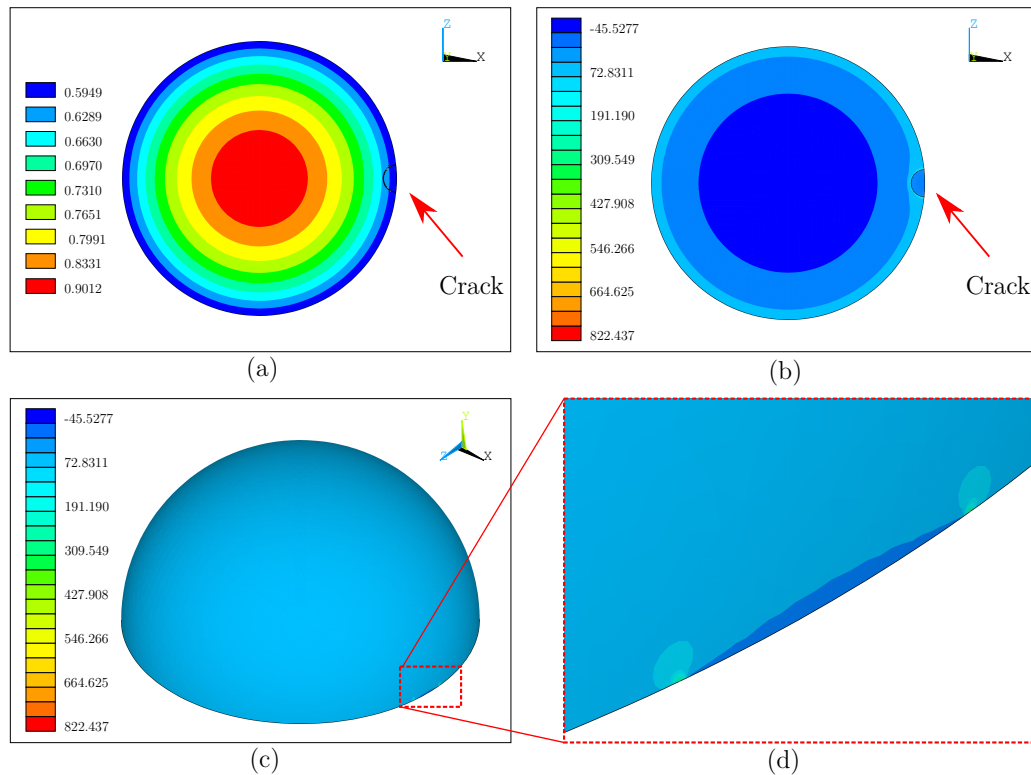 Z
Y
X
0.5949
0.6289
0.6630
0.6970
0.7310
0.7651
0.7991
0.8331
0.9012
Crack
(a)
Z
Y
X
-45.5277
72.8311
191.190
309.549
427.908
546.266
664.625
822.437
Crack
(b)
Y
Z
X
-45.5277
72.8311
191.190
309.549
427.908
546.266
664.625
822.437
(c)
(d)